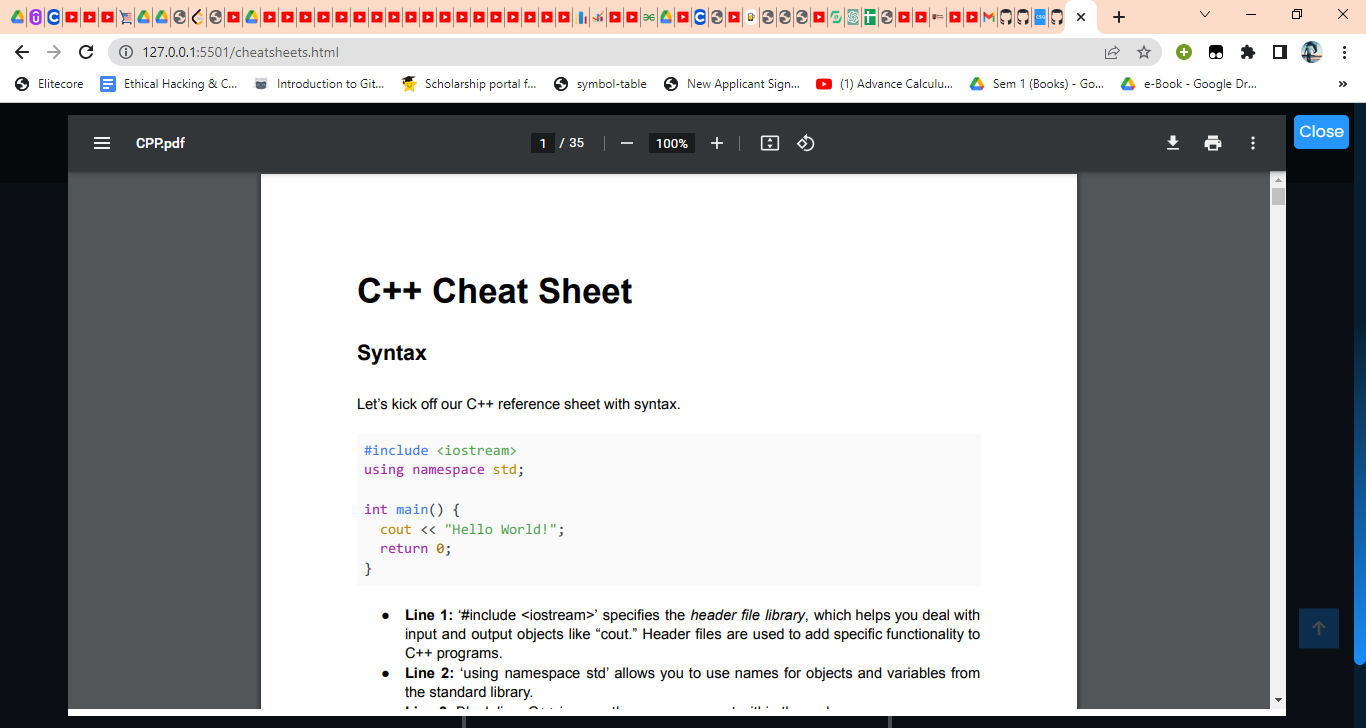 127.0.0.1:5501/cheatsheets.html
Elitecore
Ethical Hacking & C...
Introduction to Git...
Scholarship portal f...
symbol-table
New Applicant Sign...
(1) Advance Calculu...
Sem 1 (Books) - Go...
e-Book - Google Dr...
»
CPP.pdf
1 / 35
100%
Close
C++ Cheat Sheet
Syntax
Let’s kick off our C++ reference sheet with syntax.
#include <iostream>
using namespace std;
int main() {
cout << "Hello World!";
return 0;
}
● Line 1: ‘#include <iostream>’ specifies the header file library, which helps you deal with
input and output objects like “cout.” Header files are used to add specific functionality to
C++ programs.
● Line 2: ‘using namespace std’ allows you to use names for objects and variables from
the standard library.